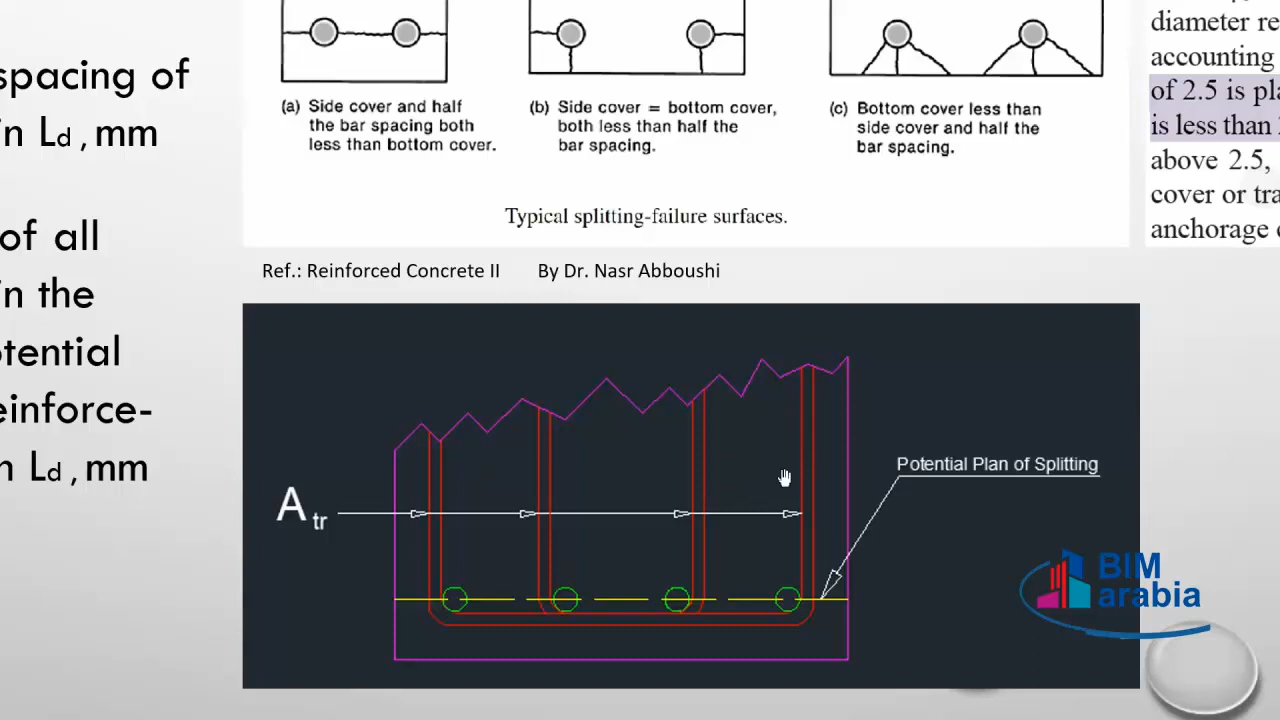 spacing of
in Ld , mm
of all
in the
otential
einforce-
n Ld , mm
(a) Side cover and half
the bar spacing both
less than bottom cover.
(b) Side cover = bottom cover,
both less than half the
bar spacing.
(c) Bottom cover less than
side cover and half the
bar spacing.
Typical splitting-failure surfaces.
diameter re
accounting
of 2.5 is pla
is less than
above 2.5,
cover or tra
anchorage
Ref.: Reinforced Concrete II By Dr. Nasr Abboushi
Potential Plan of Splitting
Atr
BIM
arabia